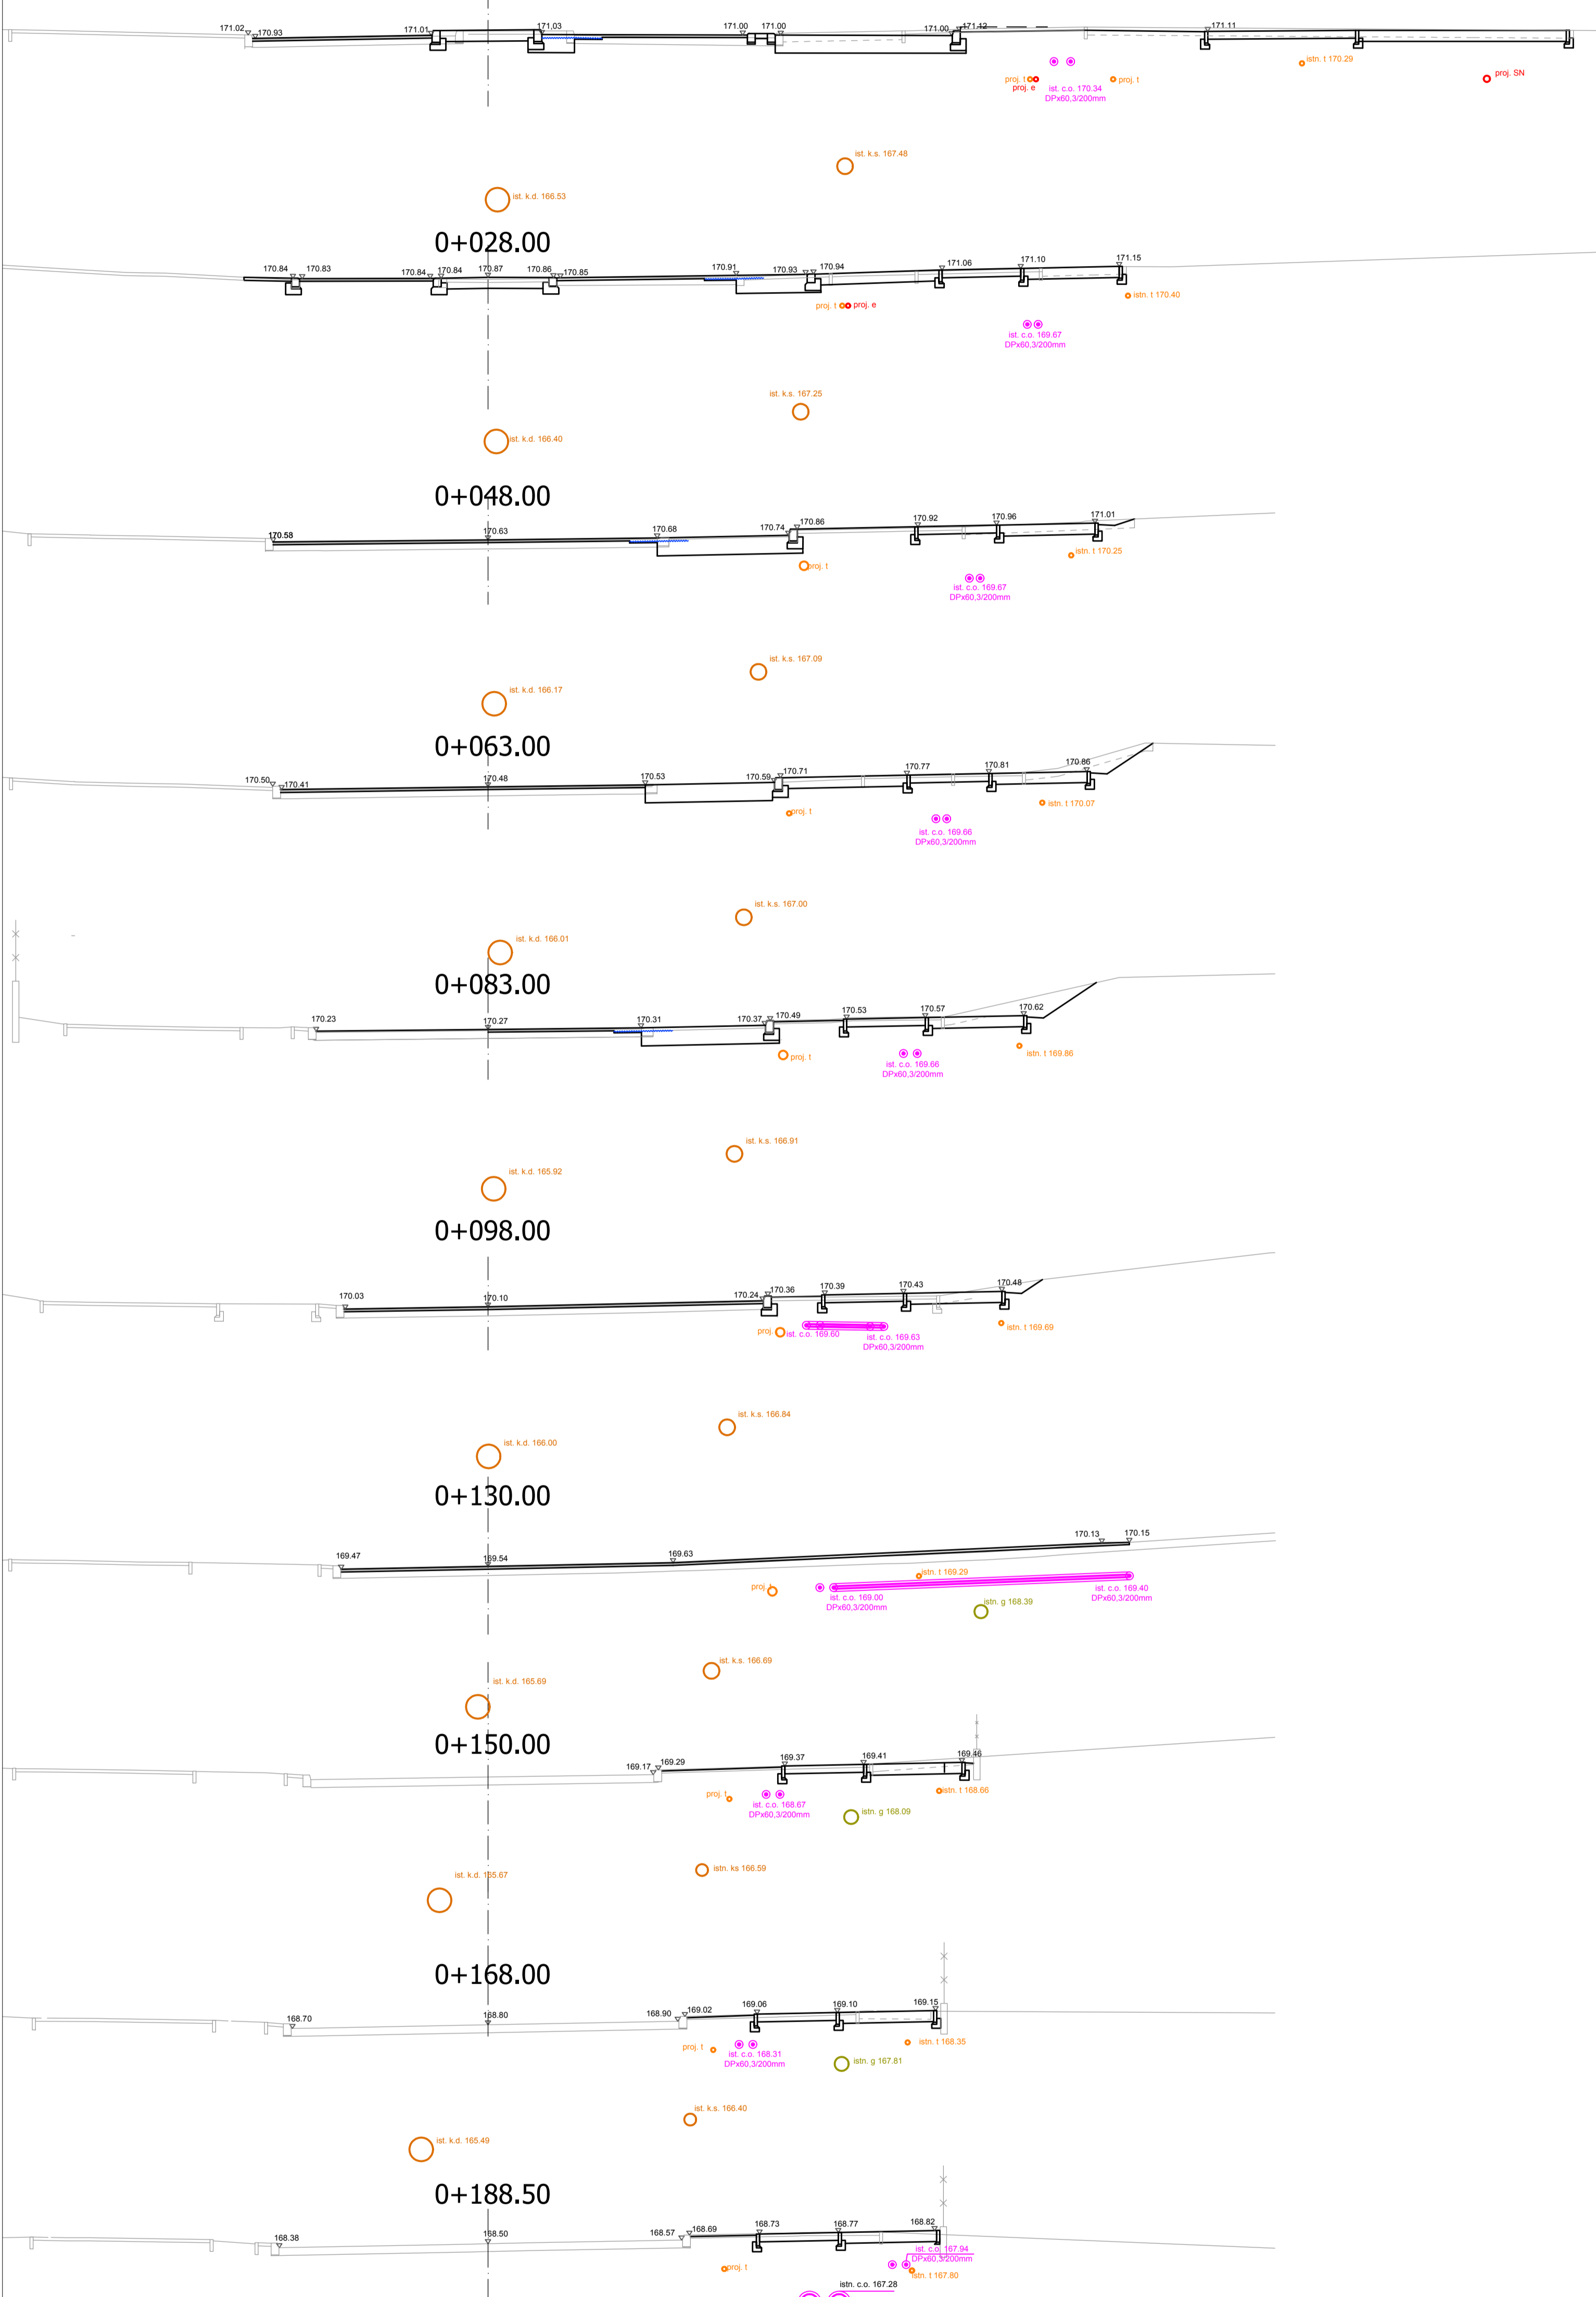 171.02 170.93 171.01 171.03 171.00 171.00 171.00 171.42 171.11
istn. t 170.29
proj. SN
proj. t proj. t
proj. e ist. c.o. 170.34
DPx60,3/200mm
ist. k.s. 167.48
ist. k.d. 166.53
0+028.00
170.84 170.83 170.84 170.84 170.87 170.86 170.85 170.91 170.93 170.94 171.06 171.10 171.15
istn. t 170.40
proj. t proj. e
ist. c.o. 169.67
DPx60,3/200mm
ist. k.s. 167.25
ist. k.d. 166.40
0+048.00
170.58 170.63 170.68 170.74 170.86 170.92 170.96 171.01
istn. t 170.25
proj. t
ist. c.o. 169.67
DPx60,3/200mm
ist. k.s. 167.09
ist. k.d. 166.17
0+063.00
170.50 170.41 170.48 170.53 170.59 170.71 170.77 170.81 170.86
istn. t 170.07
proj. t
ist. c.o. 169.66
DPx60,3/200mm
ist. k.s. 167.00
ist. k.d. 166.01
0+083.00
170.23 170.27 170.31 170.37 170.49 170.53 170.57 170.62
proj. t istn. t 169.86
ist. c.o. 169.66
DPx60,3/200mm
ist. k.s. 166.91
ist. k.d. 165.92
0+098.00
170.03 170.10 170.24 170.36 170.39 170.43 170.48
istn. t 169.69
proj. ist. c.o. 169.60 ist. c.o. 169.63
DPx60,3/200mm
ist. k.s. 166.84
ist. k.d. 166.00
0+130.00
169.47 169.54 169.63 170.13 170.15
istn. t 169.29
proj. t ist. c.o. 169.40
ist. c.o. 169.00 DPx60,3/200mm
DPx60,3/200mm istn. g 168.39
ist. k.s. 166.69
ist. k.d. 165.69
0+150.00
169.17 169.29 169.37 169.41 169.46
proj. t istn. t 168.66
ist. c.o. 168.67
DPx60,3/200mm istn. g 168.09
ist. k.d. 165.67 istn. ks 166.59
0+168.00
168.70 168.80 168.90 169.02 169.06 169.10 169.15
proj. t istn. t 168.35
ist. c.o. 168.31
DPx60,3/200mm istn. g 167.81
ist. k.s. 166.40
ist. k.d. 165.49
0+188.50
168.38 168.50 168.57 168.69 168.73 168.77 168.82
ist. c.o. 167.94
DPx60,3/200mm
proj. t istn. t 167.80
istn. c.o. 167.28